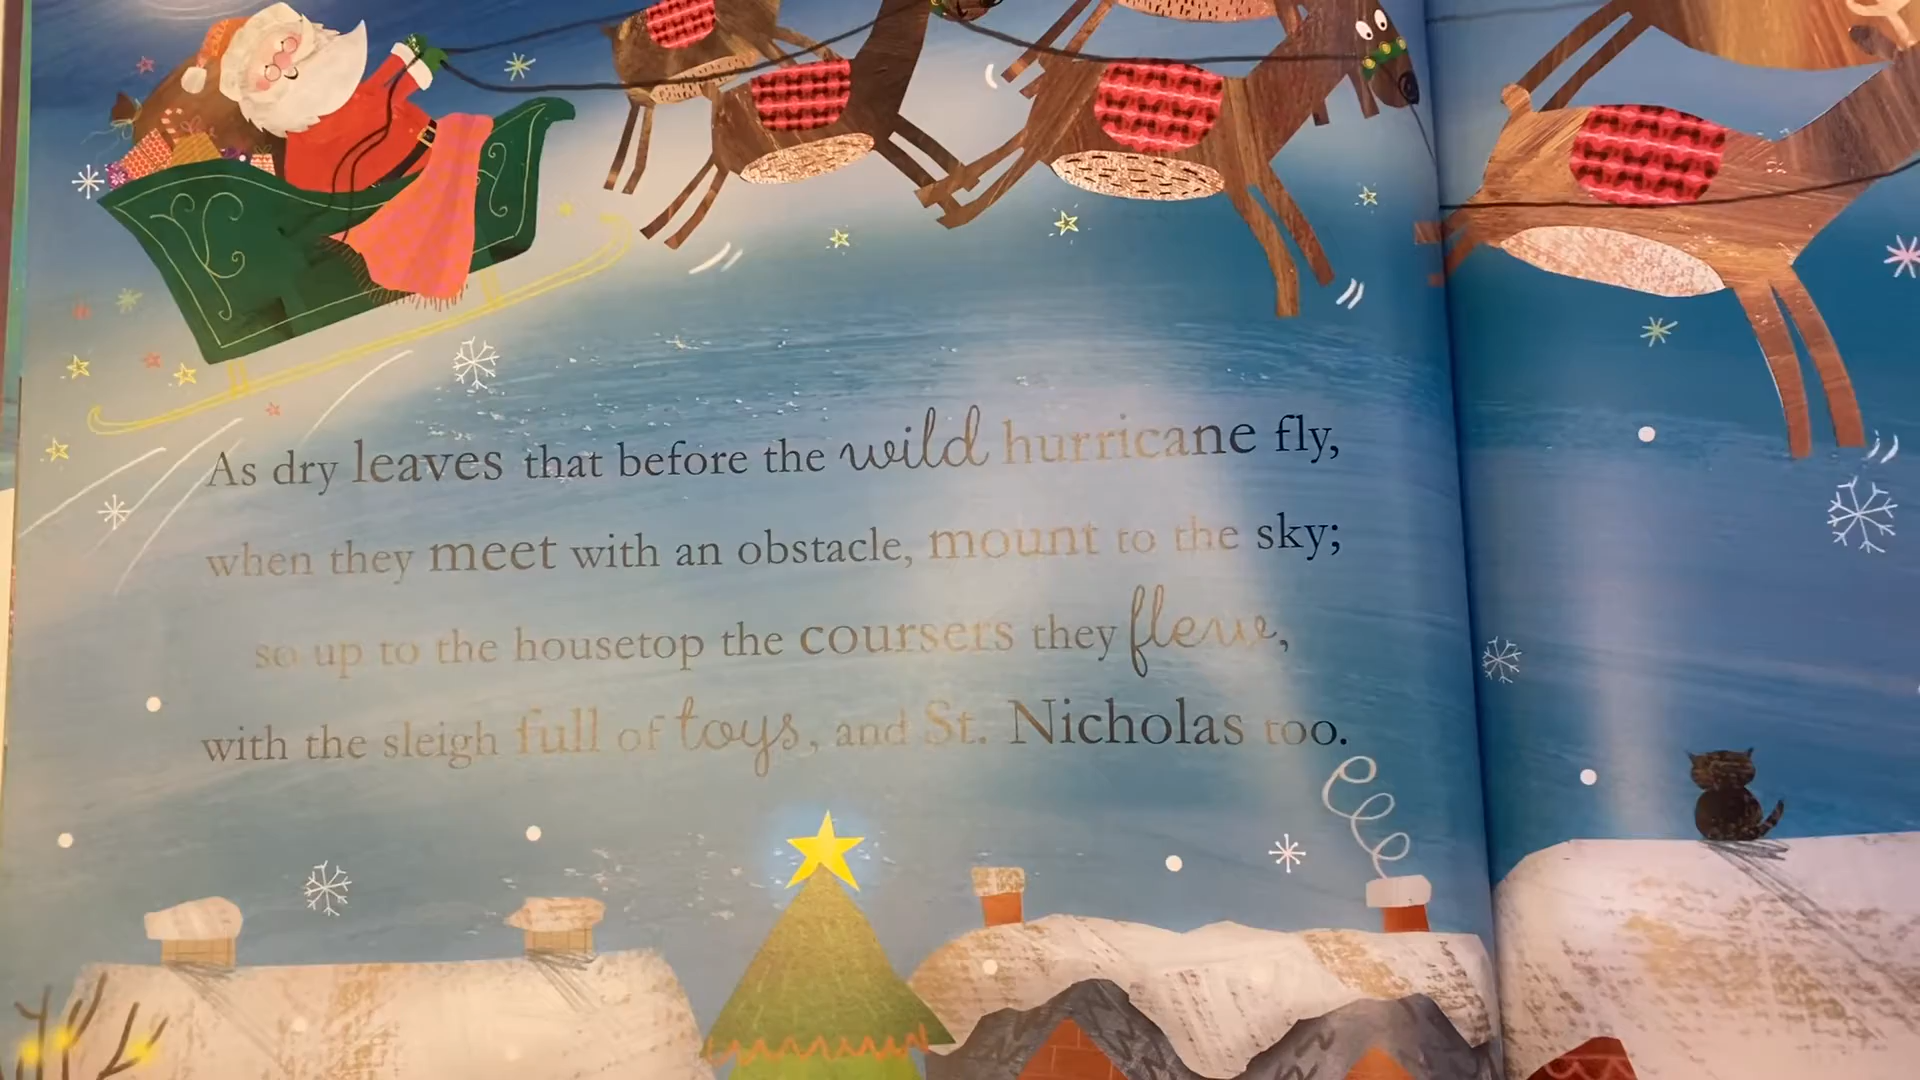 As dry leaves that before the wild hurricane fly,
when they meet with an obstacle, mount to the sky;
so up to the housetop the coursers they flew,
with the sleigh full of toys, and St. Nicholas too.